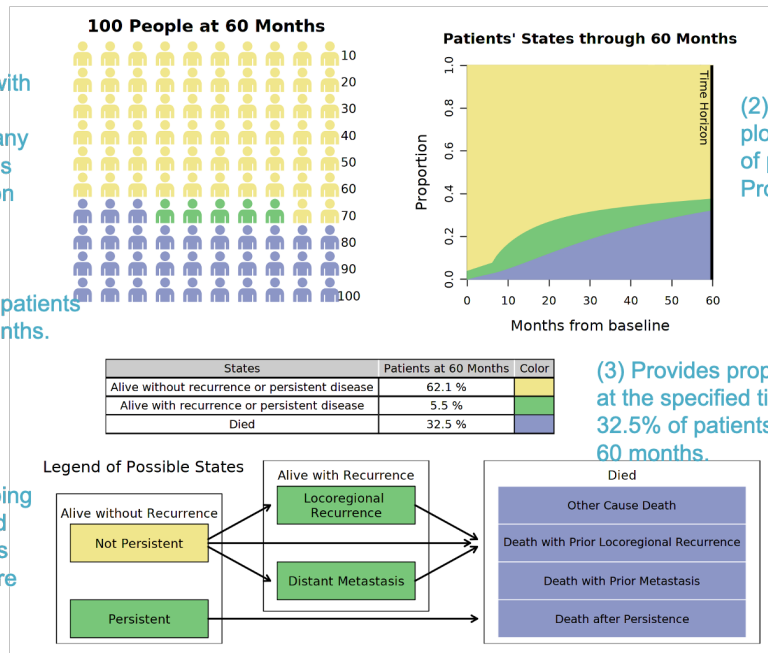 100 People at 60 Months
10
20
30
40
50
60
70
80
90
100
with
any
s
on
patients
nths.
Patients' States through 60 Months
Proportion
1.0
0.8
0.6
0.4
0.2
0.0
Time Horizon
0 10 20 30 40 50 60
Months from baseline
(2)
plo
of p
Pro
States Patients at 60 Months Color
Alive without recurrence or persistent disease 62.1 %
Alive with recurrence or persistent disease 5.5 %
Died 32.5 %
(3) Provides prop
at the specified ti
32.5% of patients
60 months.
Legend of Possible States
ing
d
s
re
Alive without Recurrence
Not Persistent
Persistent
Alive with Recurrence
Locoregional
Recurrence
Distant Metastasis
Died
Other Cause Death
Death with Prior Locoregional Recurrence
Death with Prior Metastasis
Death after Persistence